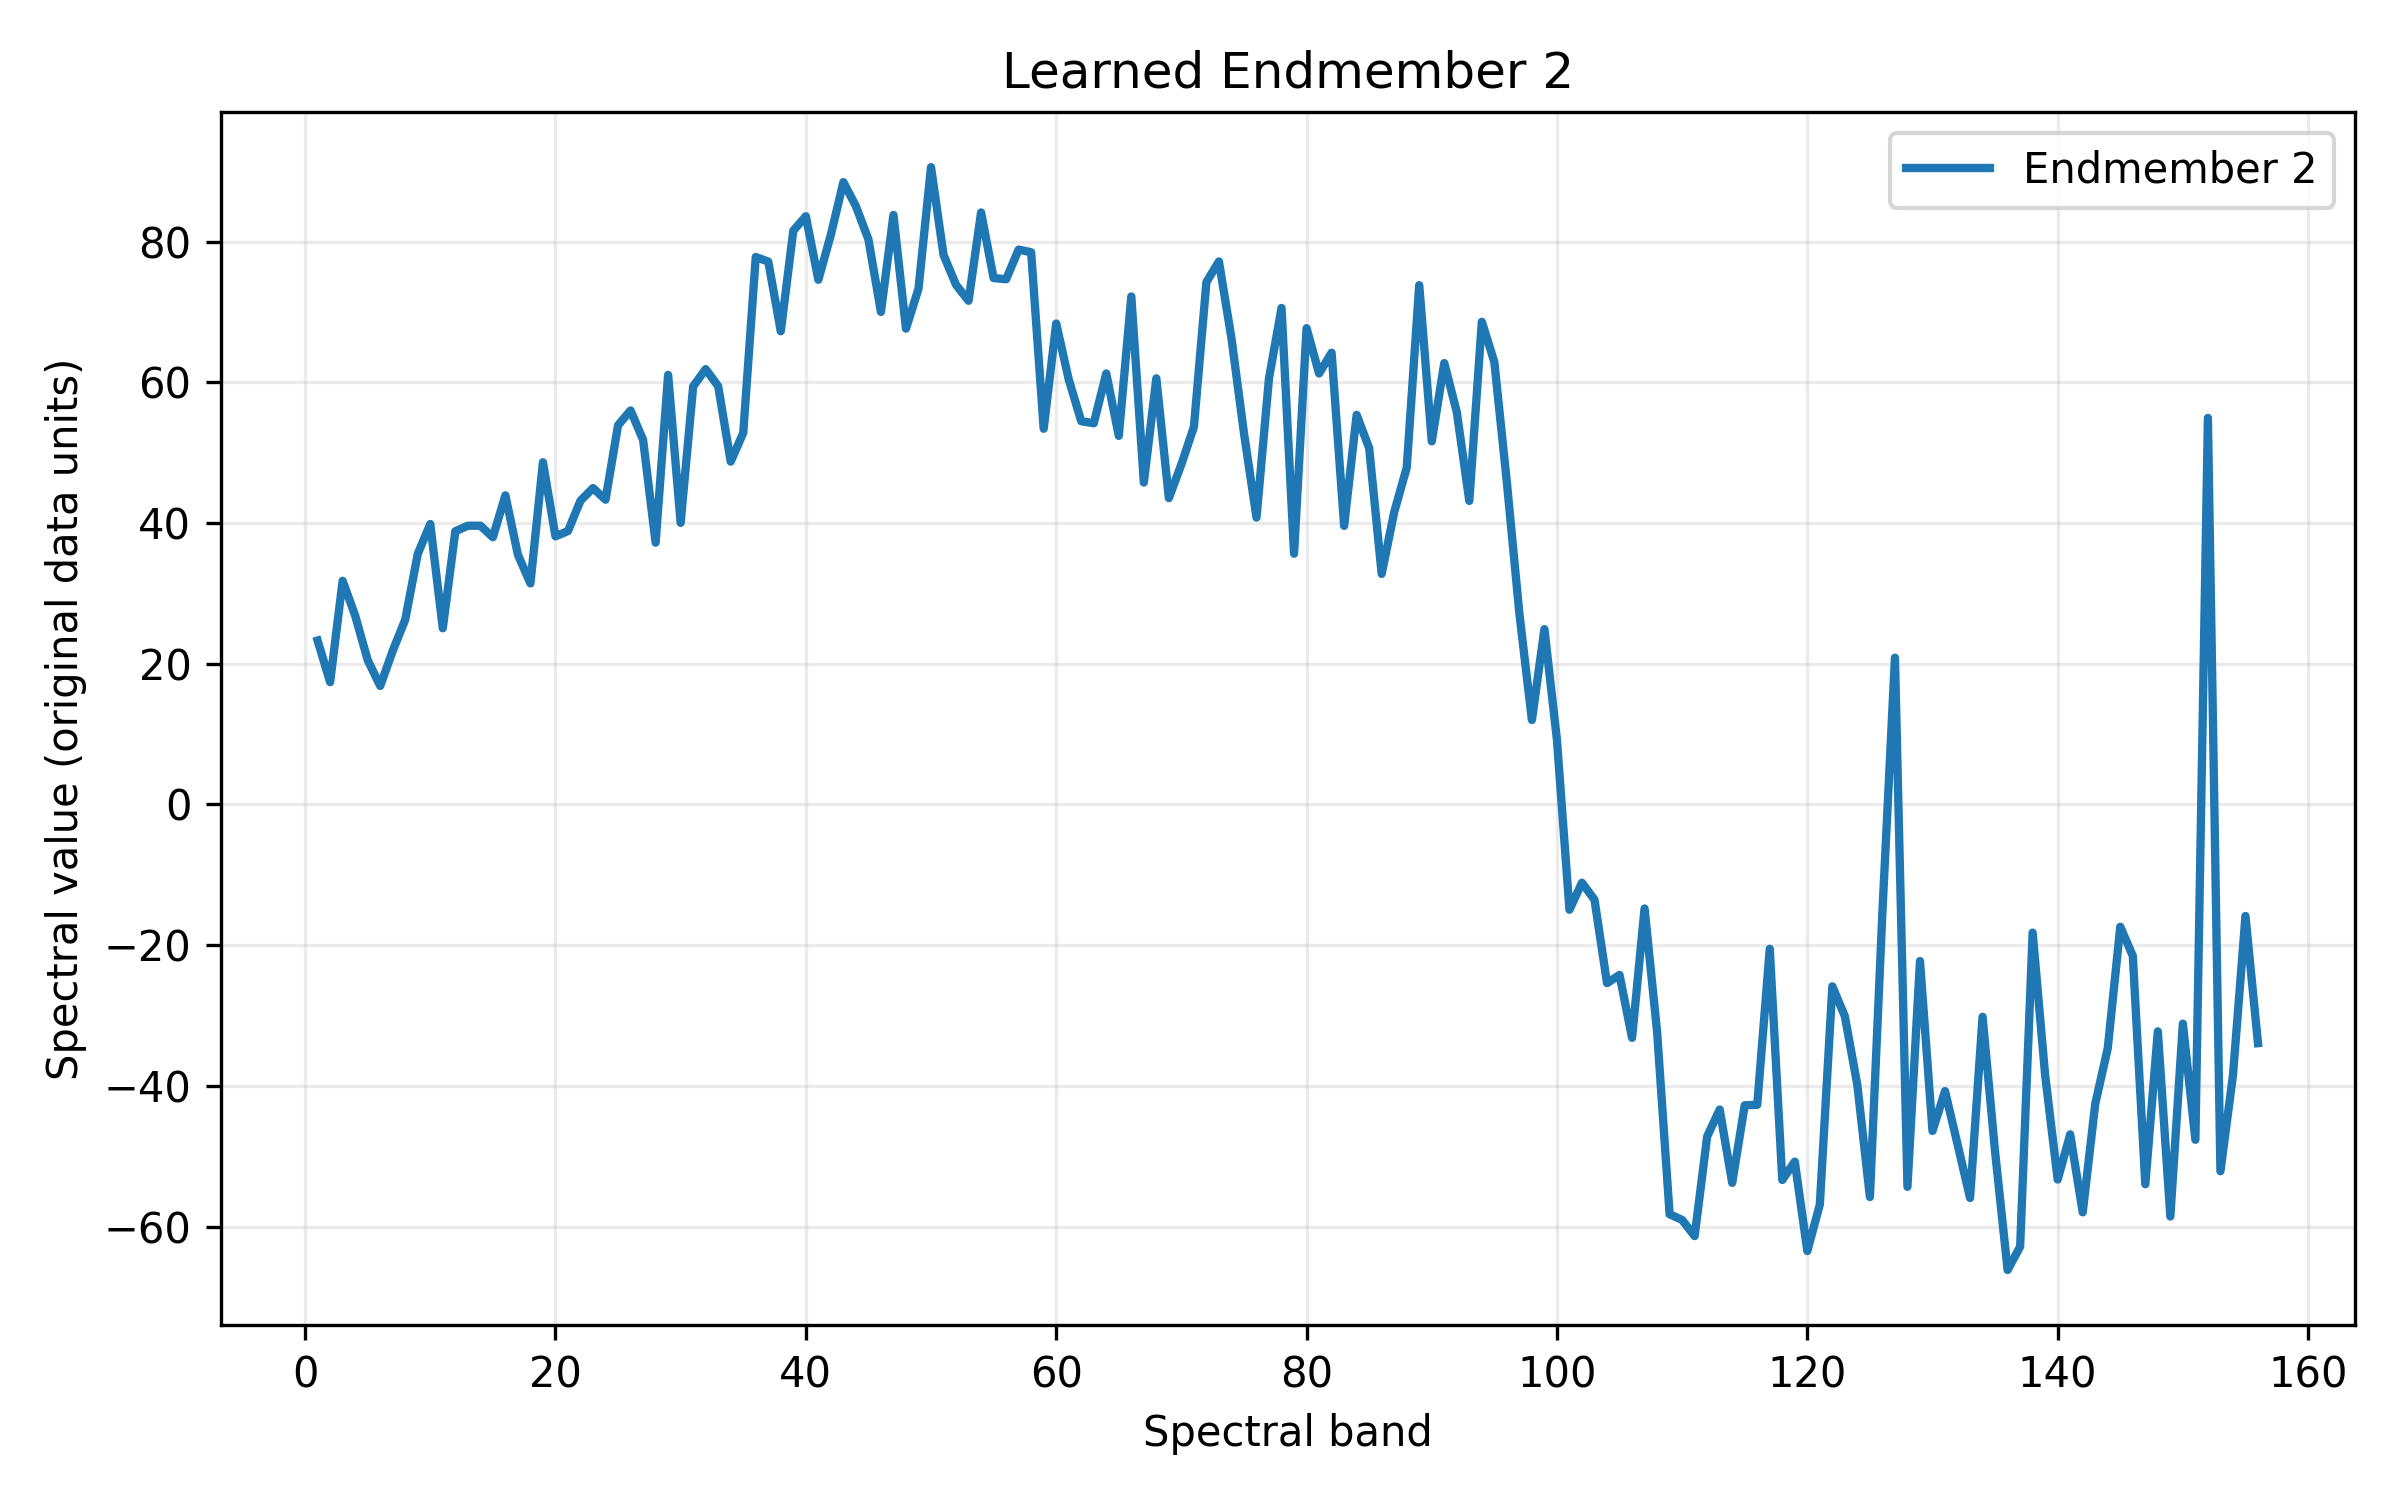 Learned Endmember 2
Endmember 2
Spectral value (original data units)
80
60
40
20
0
−20
−40
−60
0 20 40 60 80 100 120 140 160
Spectral band